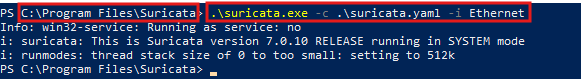 PS C:\Program Files\Suricata> .\suricata.exe -c .\suricata.yaml -i Ethernet
Info: win32-service: Running as service: no
i: suricata: This is Suricata version 7.0.10 RELEASE running in SYSTEM mode
i: runmodes: thread stack size of 0 to too small: setting to 512k
PS C:\Program Files\Suricata>